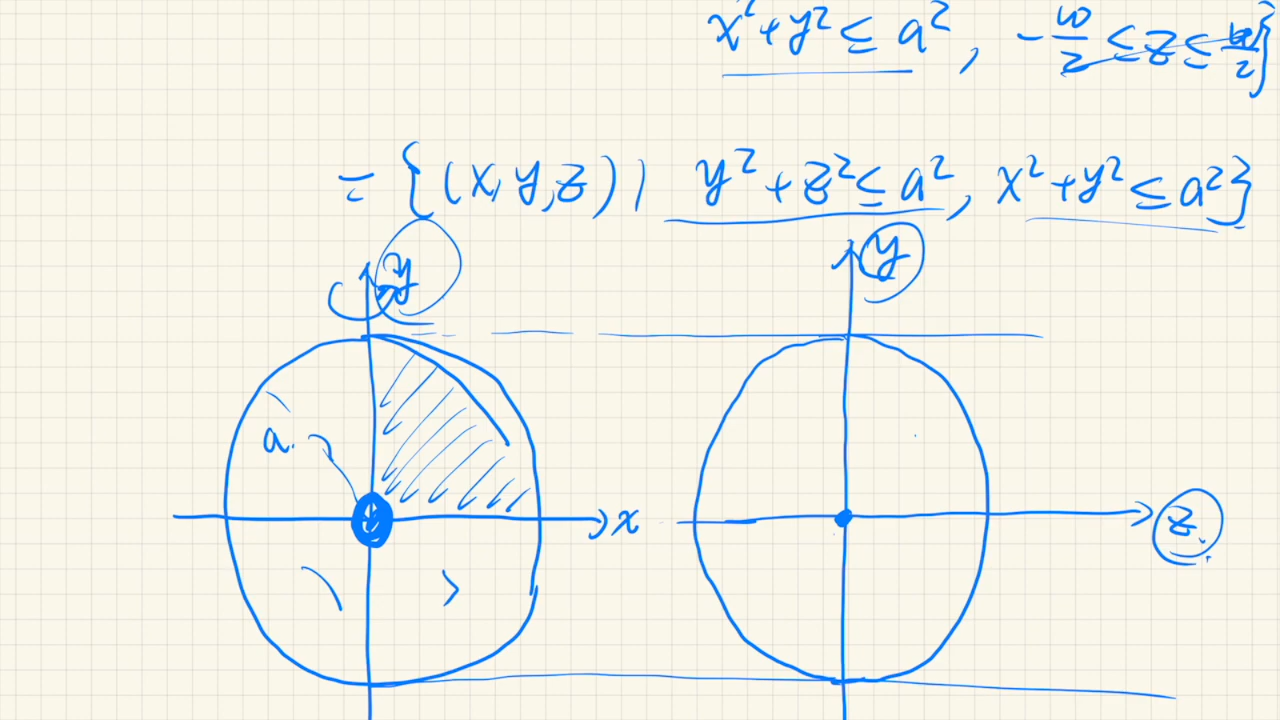 x²+y² ≤ a², -w/2 ≤ z ≤ w/2}
= {(x,y,z) | y²+z² ≤ a², x²+y² ≤ a²}
y y
a
x z